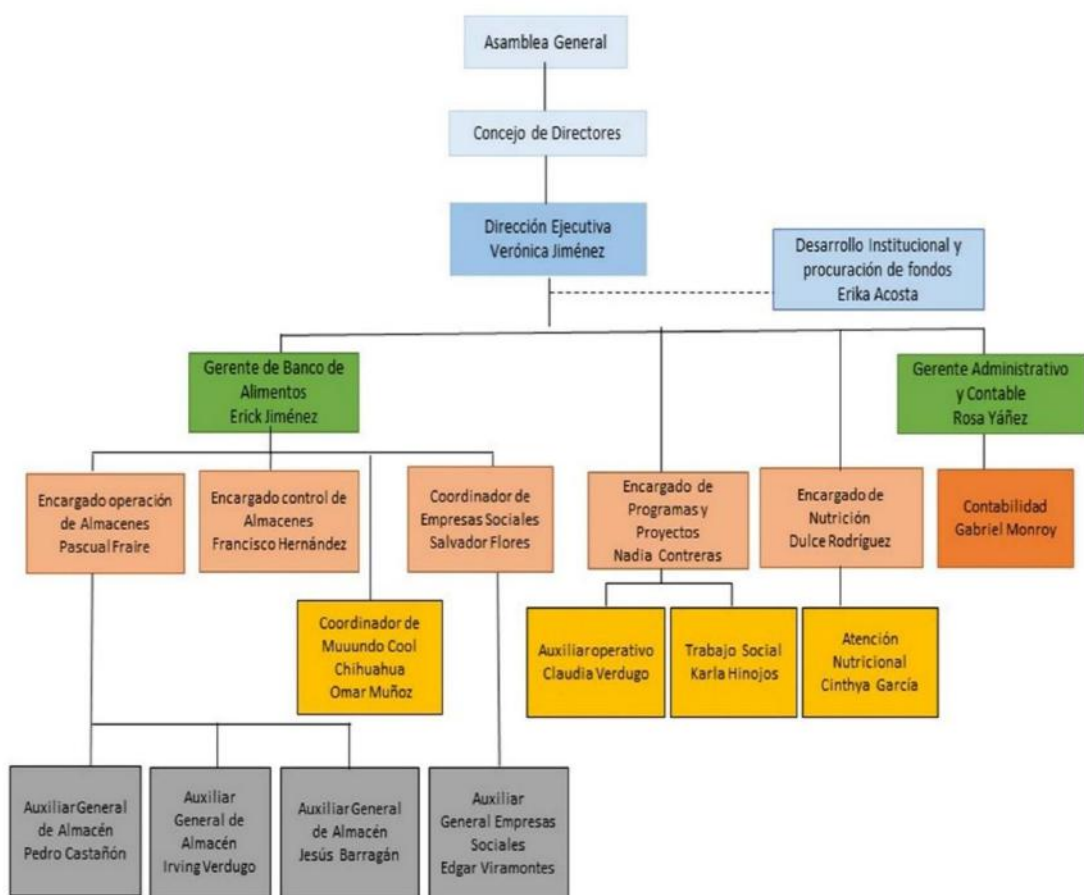 Asamblea General
Concejo de Directores
Dirección Ejecutiva
Verónica Jiménez
Desarrollo Institucional y
procuración de fondos
Erika Acosta
Gerente de Banco de
Alimentos
Erick Jiménez
Gerente Administrativo
y Contable
Rosa Yáñez
Encargado operación
de Almacenes
Pascual Fraire
Encargado control de
Almacenes
Francisco Hernández
Coordinador de
Empresas Sociales
Salvador Flores
Encargado de
Programas y
Proyectos
Nadia Contreras
Encargado de
Nutrición
Dulce Rodríguez
Contabilidad
Gabriel Monroy
Coordinador de
Muuundo Cool
Chihuahua
Omar Muñoz
Auxiliar operativo
Claudia Verdugo
Trabajo Social
Karla Hinojos
Atención
Nutricional
Cinthya García
Auxiliar General
de Almacén
Pedro Castañón
Auxiliar
General de
Almacén
Irving Verdugo
Auxiliar General
de Almacén
Jesús Barragán
Auxiliar
General Empresas
Sociales
Edgar Viramontes